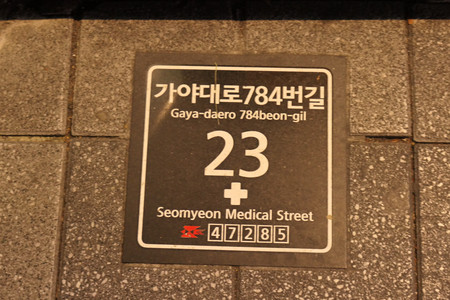 가야대로784번길
Gaya-daero 784beon-gil
23
Seomyeon Medical Street
47285